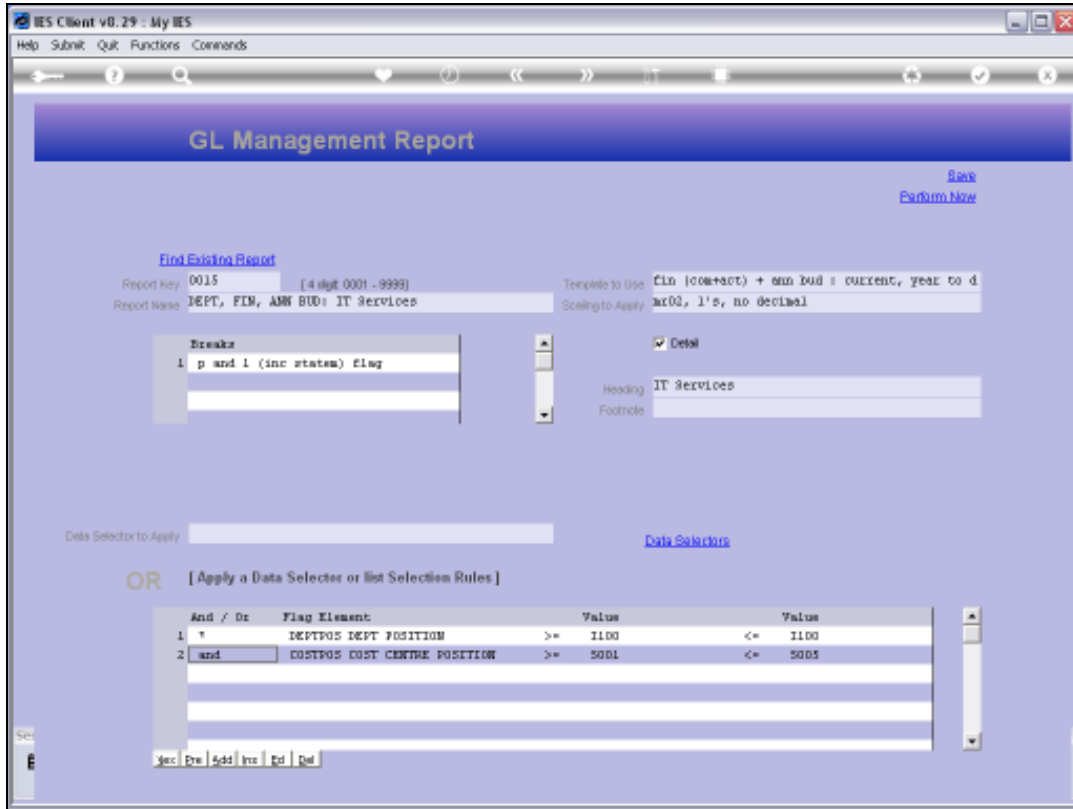 IES Client v8.29 : My IES
Help Submit Quit Functions Commands
GL Management Report
Save
Perform Now
Find Existing Report
Report Key 0015 [ 4 digit: 0001 - 9999]
Template to Use fin (com+act) + ann bud : current, year to d
Report Name DEPT, FIN, ANN BUD: IT Services
Scaling to Apply mr02, 1's, no decimal
Breaks
1 p and l (inc statem) flag
Detail
Heading IT Services
Footnote
Data Selector to Apply
Data Selectors
OR [ Apply a Data Selector or list Selection Rules ]
And / Or Flag Element Value Value
1 DEPTPOS DEPT POSITION >= I100 <= I100
2 and COSTPOS COST CENTRE POSITION >= 5001 <= 5005
Nex Pre Add Ins Ed Del